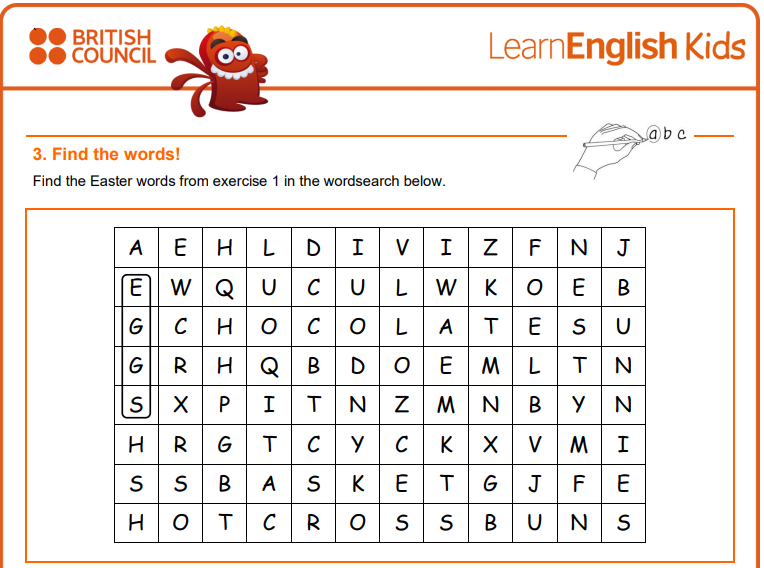 BRITISH
COUNCIL
LearnEnglish Kids
a b c
3. Find the words!
Find the Easter words from exercise 1 in the wordsearch below.
A E H L D I V I Z F N J
E W Q U C U L W K O E B
G C H O C O L A T E S U
G R H Q B D O E M L T N
S X P I T N Z M N B Y N
H R G T C Y C K X V M I
S S B A S K E T G J F E
H O T C R O S S B U N S